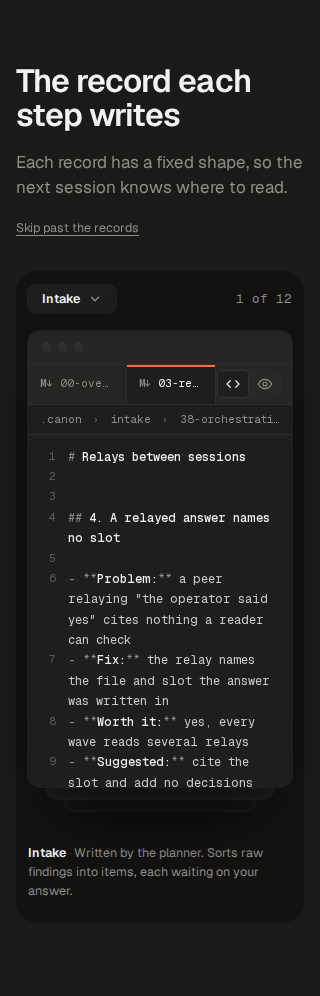 The record each
step writes
Each record has a fixed shape, so the
next session knows where to read.
Skip past the records
Intake
1 of 12
M↓ 00-ove…
M↓ 03-re…
.canon › intake › 38-orchestrati…
1 # Relays between sessions
2
3
4 ## 4. A relayed answer names
no slot
5
6 - **Problem:** a peer
relaying "the operator said
yes" cites nothing a reader
can check
7 - **Fix:** the relay names
the file and slot the answer
was written in
8 - **Worth it:** yes, every
wave reads several relays
9 - **Suggested:** cite the
slot and add no decisions
Intake Written by the planner. Sorts raw
findings into items, each waiting on your
answer.